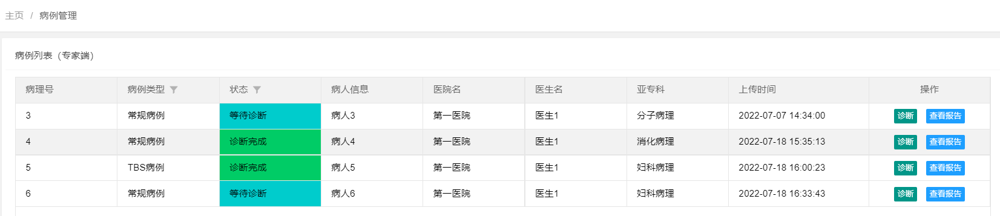 主页 / 病例管理
病例列表（专家端）
病理号 病例类型 状态 病人信息 医院名 医生名 亚专科 上传时间 操作
3 常规病例 等待诊断 病人3 第一医院 医生1 分子病理 2022-07-07 14:34:00 诊断 查看报告
4 常规病例 诊断完成 病人4 第一医院 医生1 消化病理 2022-07-18 15:35:13 诊断 查看报告
5 TBS病例 诊断完成 病人5 第一医院 医生1 妇科病理 2022-07-18 16:00:23 诊断 查看报告
6 常规病例 等待诊断 病人6 第一医院 医生1 妇科病理 2022-07-18 16:33:43 诊断 查看报告